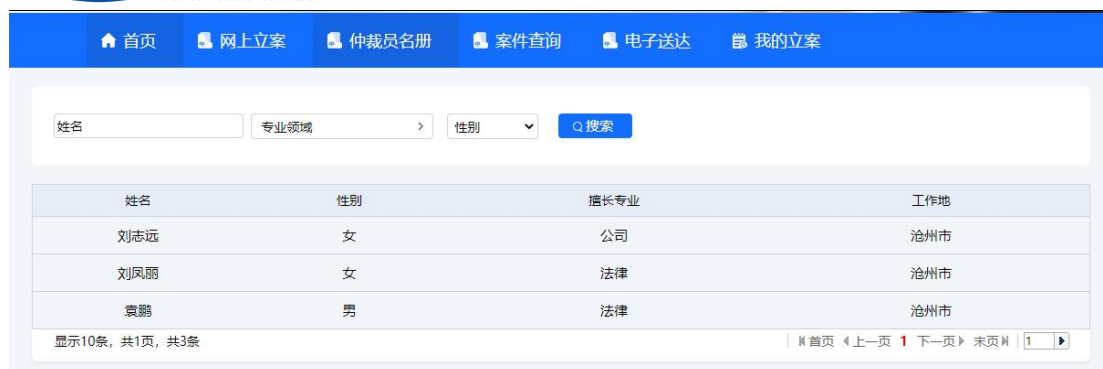 首页 网上立案 仲裁员名册 案件查询 电子送达 我的立案
姓名 专业领域 > 性别 搜索
姓名 性别 擅长专业 工作地
刘志远 女 公司 沧州市
刘凤丽 女 法律 沧州市
袁鹏 男 法律 沧州市
显示10条, 共1页, 共3条 首页 上一页 1 下一页 末页 1